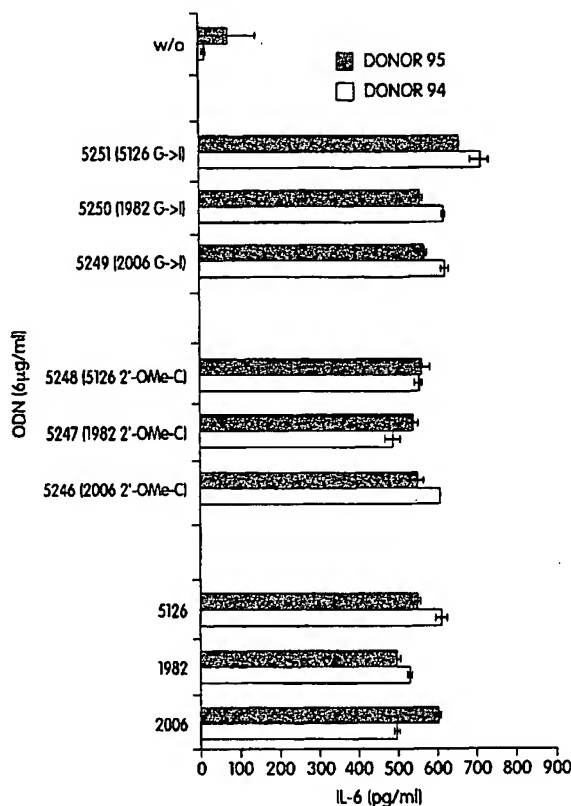 w/o
DONOR 95
DONOR 94
5251 (5126 G->I)
5250 (1982 G->I)
5249 (2006 G->I)
5248 (5126 2'-OMe-C)
5247 (1982 2'-OMe-C)
5246 (2006 2'-OMe-C)
5126
1982
2006
ODN (6µg/ml)
0 100 200 300 400 500 600 700 800 900
IL-6 (pg/ml)